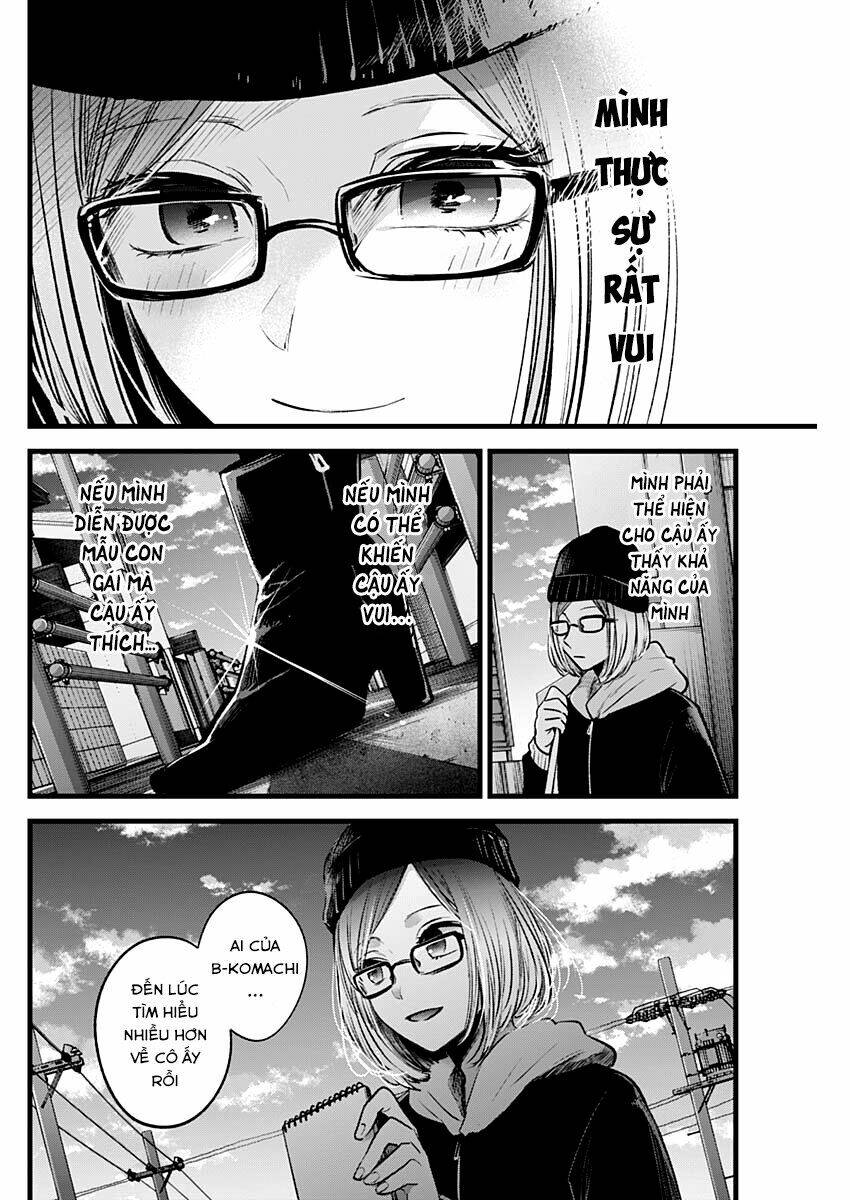 MÌNH
THỰC
SỰ
RẤT
VUI
MÌNH PHẢI
THỂ HIỆN
CHO CẬU ẤY
THẤY KHẢ
NĂNG CỦA
MÌNH
NẾU MÌNH
CÓ THỂ
KHIẾN
CẬU ẤY
VUI...
NẾU MÌNH
DIỄN ĐƯỢC
MẪU CON
GÁI MÀ
CẬU ẤY
THÍCH...
AI CỦA
B-KOMACHI
...
ĐẾN LÚC
TÌM HIỂU
NHIỀU HƠN
VỀ CÔ ẤY
RỒI